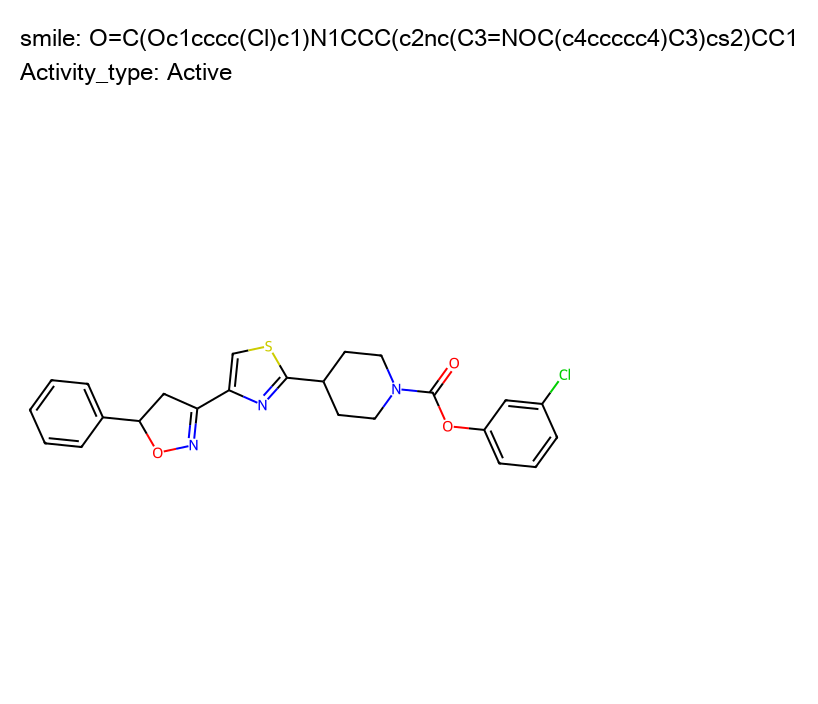 smile: O=C(Oc1cccc(Cl)c1)N1CCC(c2nc(C3=NOC(c4ccccc4)C3)cs2)CC1
Activity_type: Active
S
O
Cl
N
N
O
N
O